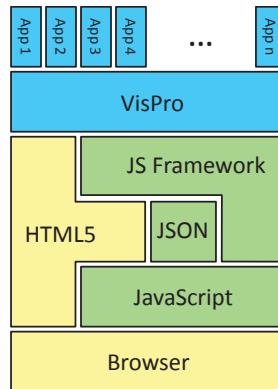 App 1
App 2
App 3
App 4
...
App n
VisPro
JS Framework
HTML5
JSON
JavaScript
Browser